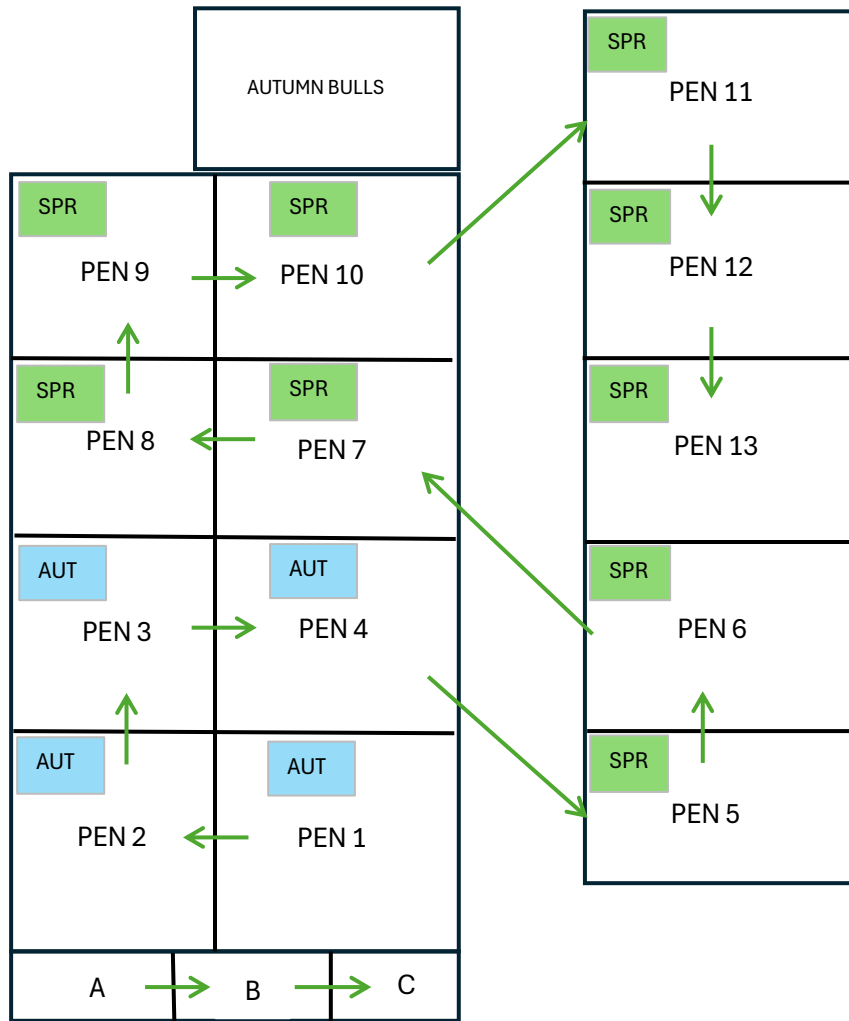 AUTUMN BULLS
SPR
PEN 9
SPR
PEN 10
SPR
PEN 8
SPR
PEN 7
AUT
PEN 3
AUT
PEN 4
AUT
PEN 2
AUT
PEN 1
A
B
C
SPR
PEN 11
SPR
PEN 12
SPR
PEN 13
SPR
PEN 6
SPR
PEN 5